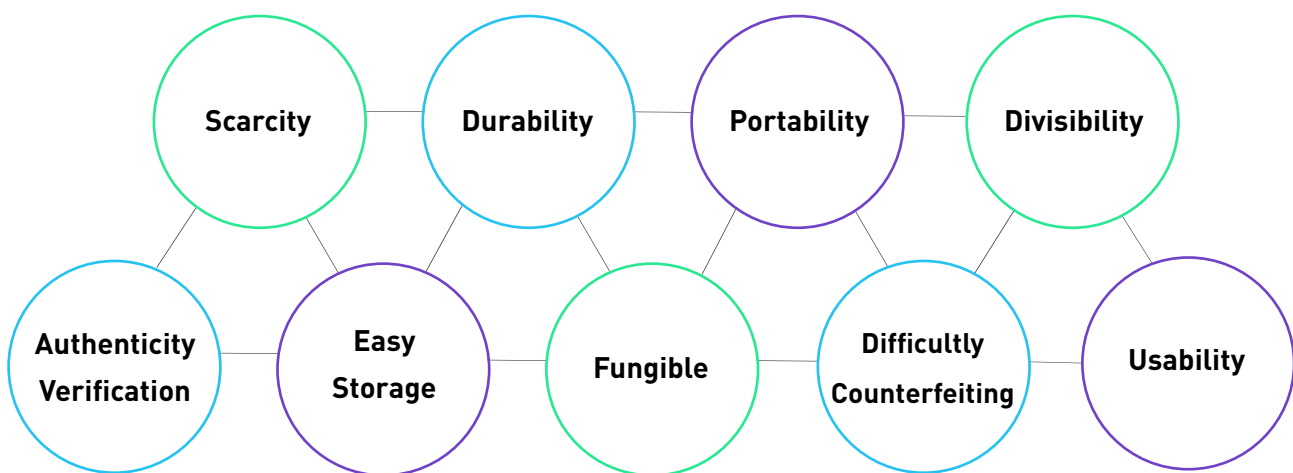 Scarcity
Durability
Portability
Divisibility
Authenticity
Verification
Easy
Storage
Fungible
Difficultly
Counterfeiting
Usability